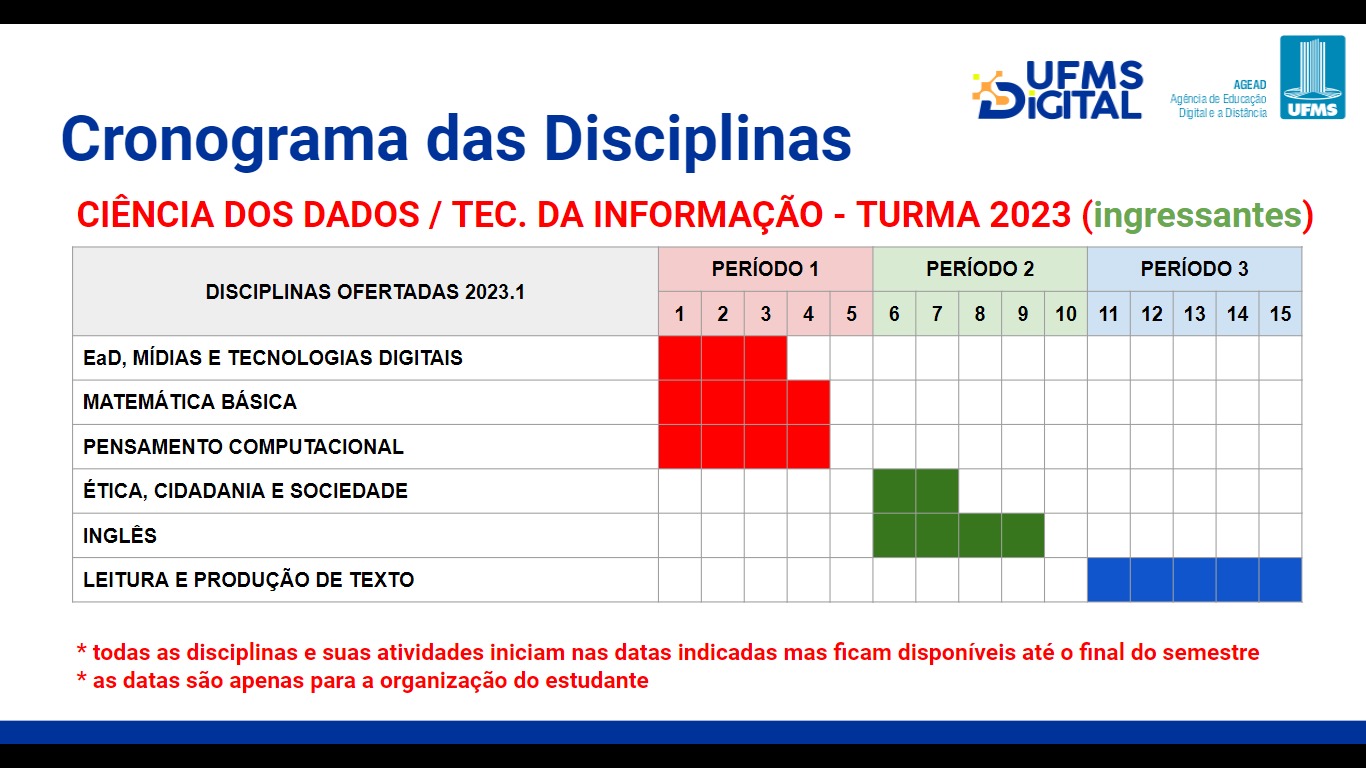 UFMS
DiGITAL
AGEAD
Agência de Educação
Digital e a Distância
UFMS
Cronograma das Disciplinas
CIÊNCIA DOS DADOS / TEC. DA INFORMAÇÃO - TURMA 2023 (ingressantes)
DISCIPLINAS OFERTADAS 2023.1
PERÍODO 1 PERÍODO 2 PERÍODO 3
1 2 3 4 5 6 7 8 9 10 11 12 13 14 15
EaD, MÍDIAS E TECNOLOGIAS DIGITAIS
MATEMÁTICA BÁSICA
PENSAMENTO COMPUTACIONAL
ÉTICA, CIDADANIA E SOCIEDADE
INGLÊS
LEITURA E PRODUÇÃO DE TEXTO
* todas as disciplinas e suas atividades iniciam nas datas indicadas mas ficam disponíveis até o final do semestre
* as datas são apenas para a organização do estudante